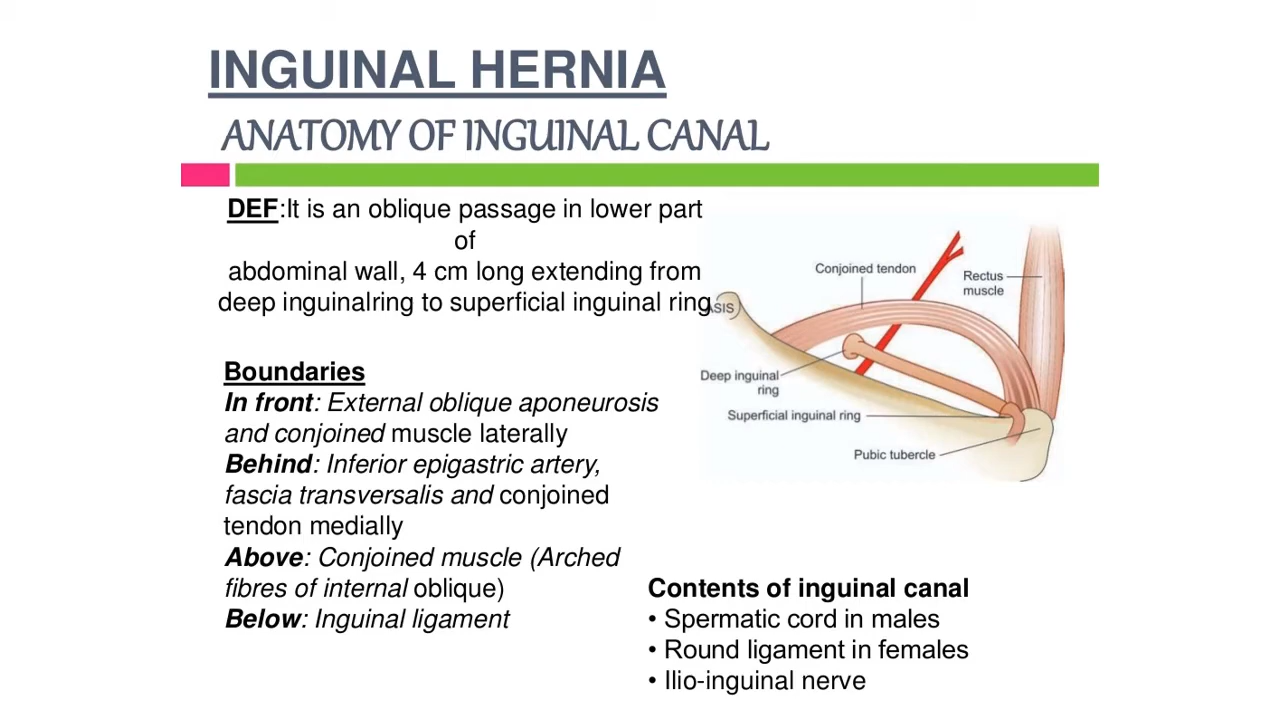 INGUINAL HERNIA
ANATOMY OF INGUINAL CANAL
DEF:It is an oblique passage in lower part
of
abdominal wall, 4 cm long extending from
deep inguinalring to superficial inguinal ring
Boundaries
In front: External oblique aponeurosis
and conjoined muscle laterally
Behind: Inferior epigastric artery,
fascia transversalis and conjoined
tendon medially
Above: Conjoined muscle (Arched
fibres of internal oblique)
Below: Inguinal ligament
Conjoined tendon
Rectus
muscle
ASIS
Deep inguinal
ring
Superficial inguinal ring
Pubic tubercle
Contents of inguinal canal
• Spermatic cord in males
• Round ligament in females
• Ilio-inguinal nerve